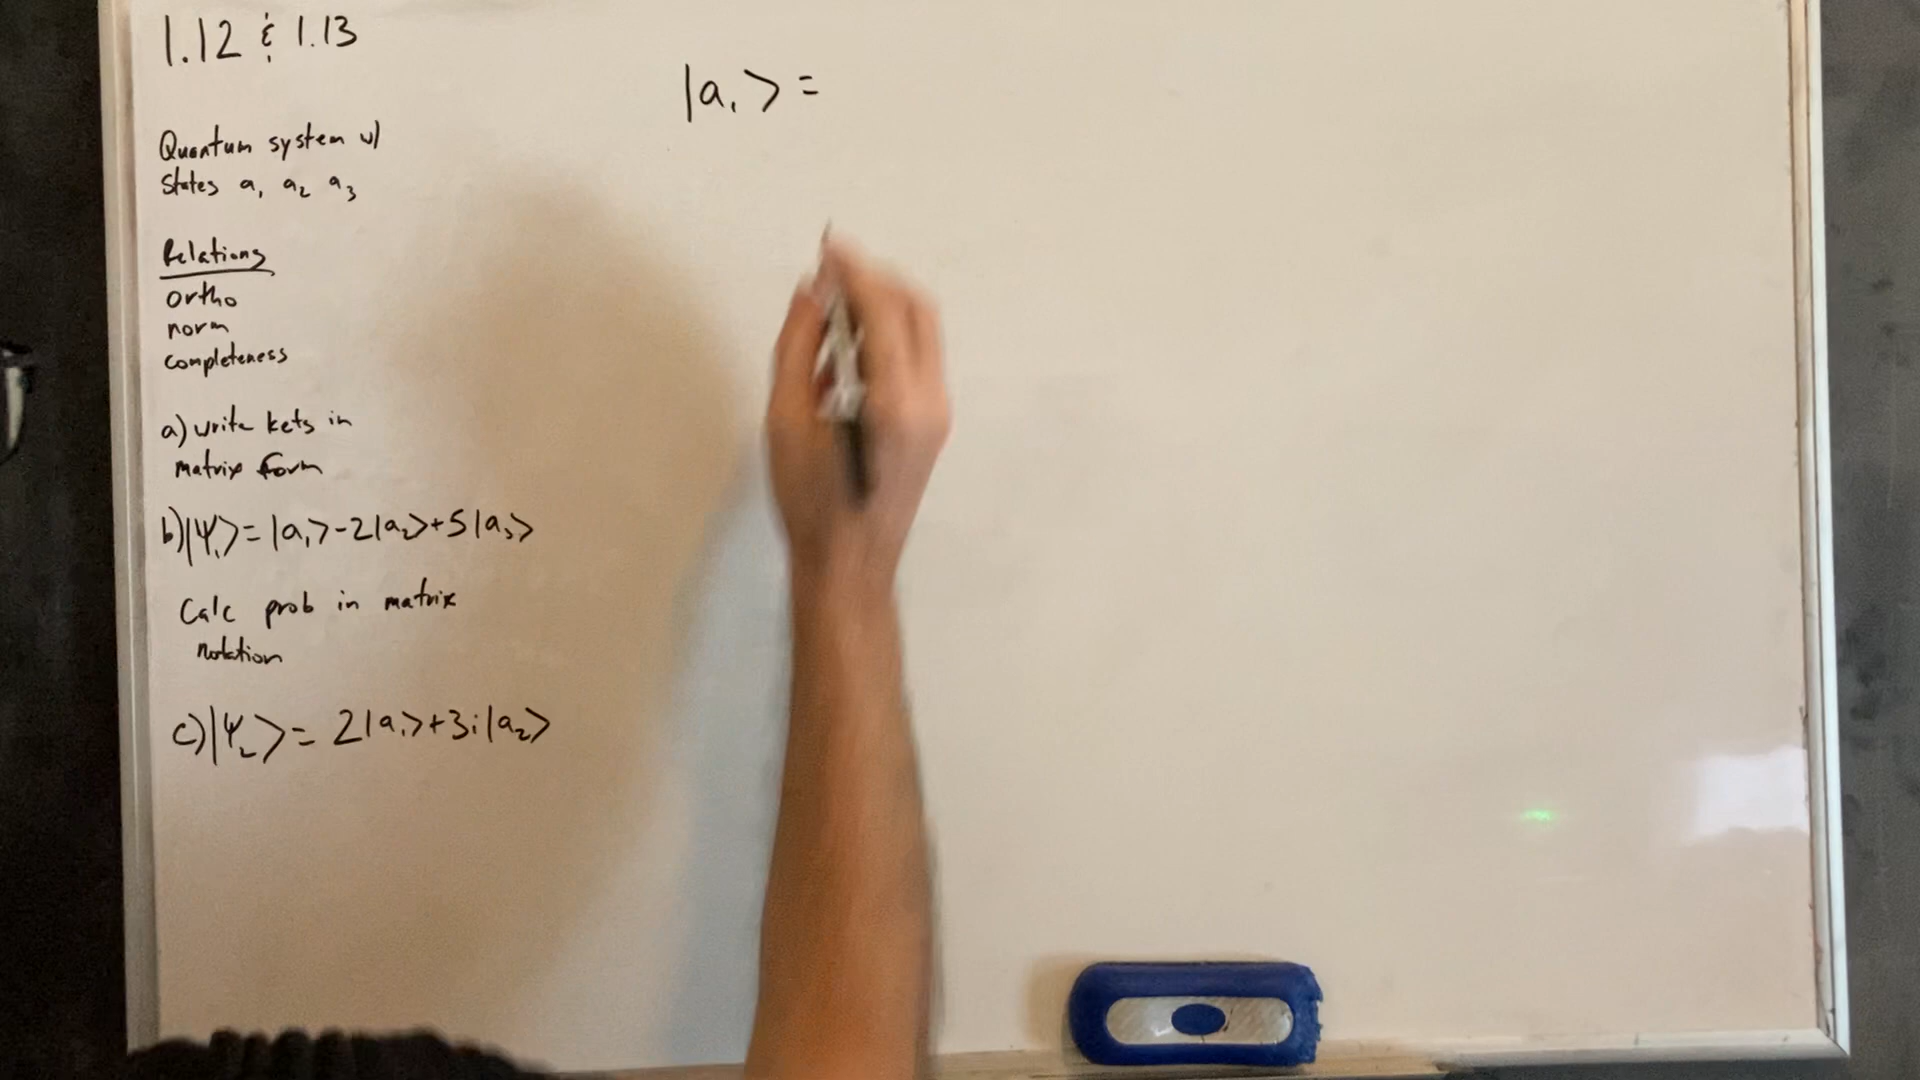 1.12 & 1.13
Quantum system w/
states a₁ a₂ a₃
Relations
ortho
norm
completeness
a) write kets in
matrix form
b) |Ψ₁> = |a₁> - 2|a₂> + 5|a₃>
Calc prob in matrix
notation
c) |Ψ₂> = 2|a₁> + 3i|a₂>
|a₁> =